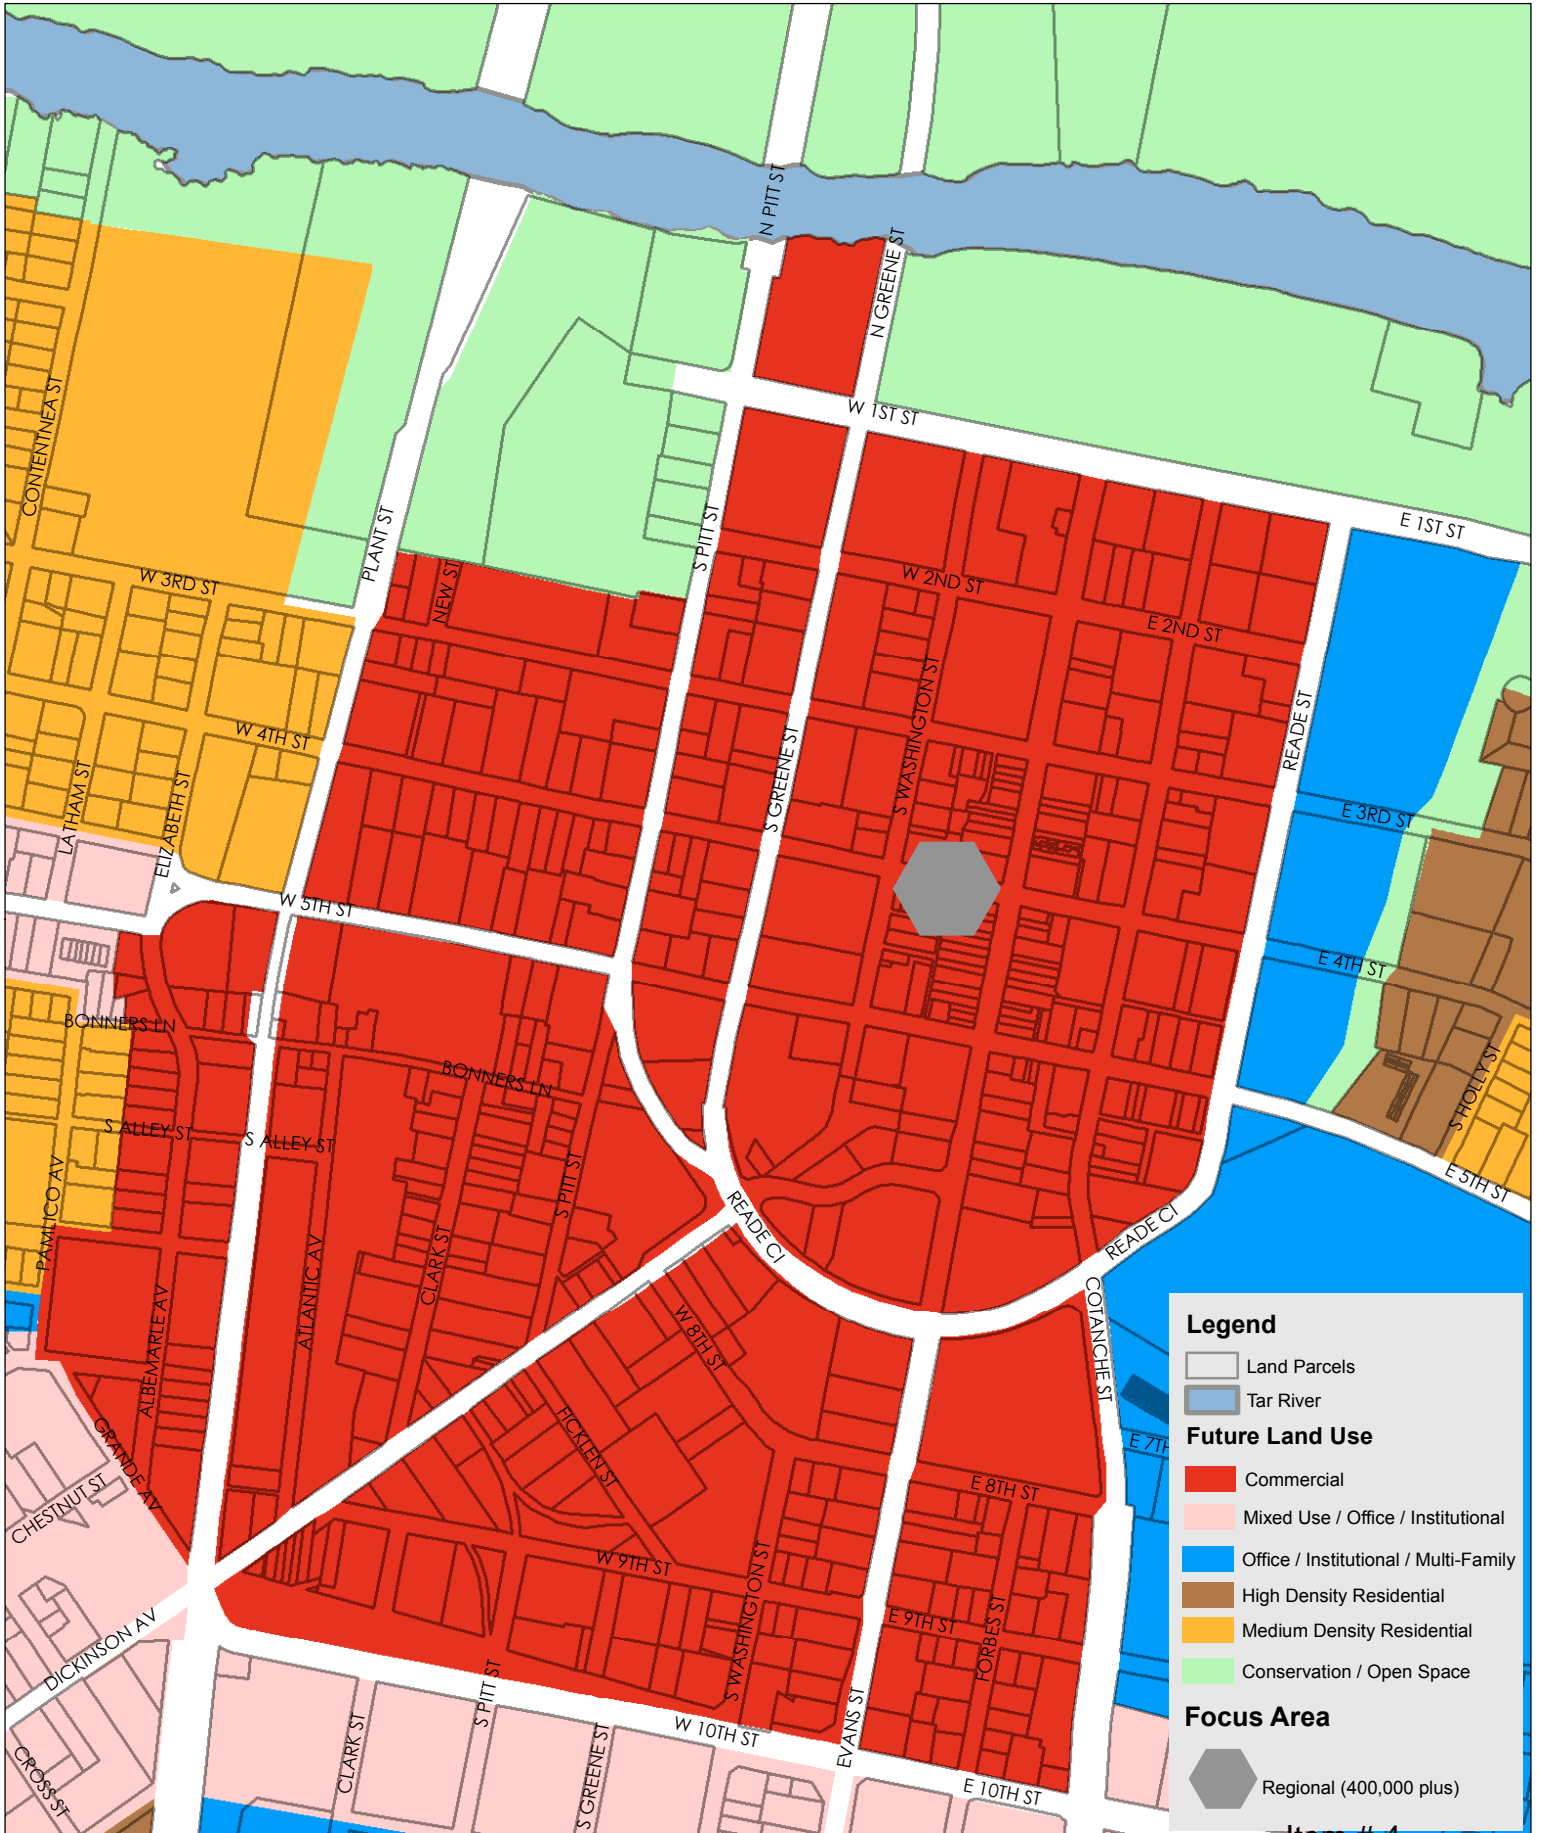 N PITT ST
N GREENE ST
W 1ST ST
CONTENTNEA ST
E 1ST ST
PLANT ST
S PITT ST
W 3RD ST
NEW ST
W 2ND ST
E 2ND ST
S WASHINGTON ST
READE ST
W 4TH ST
S GREENE ST
LATHAM ST
ELIZABETH ST
E 3RD ST
W 5TH ST
E 4TH ST
BONNERS LN
BONNERS LN
S HOLLY ST
S ALLEY ST
S ALLEY ST
E 5TH ST
PAMLICO AV
S PITT ST
READE CI
READE CI
CLARK ST
ATLANTIC AV
ALBEMARLE AV
W 8TH ST
COTANCHE ST
Legend
Land Parcels
Tar River
Future Land Use
Commercial
Mixed Use / Office / Institutional
Office / Institutional / Multi-Family
High Density Residential
Medium Density Residential
Conservation / Open Space
Focus Area
Regional (400,000 plus)
E 7TH
GRANDE AV
FICKLEN ST
CHESTNUT ST
E 8TH ST
W 9TH ST
S WASHINGTON ST
E 9TH ST
FORBES ST
DICKINSON AV
S PITT ST
W 10TH ST
EVANS ST
CLARK ST
S GREENE ST
CROSS ST
E 10TH ST
Item # 4